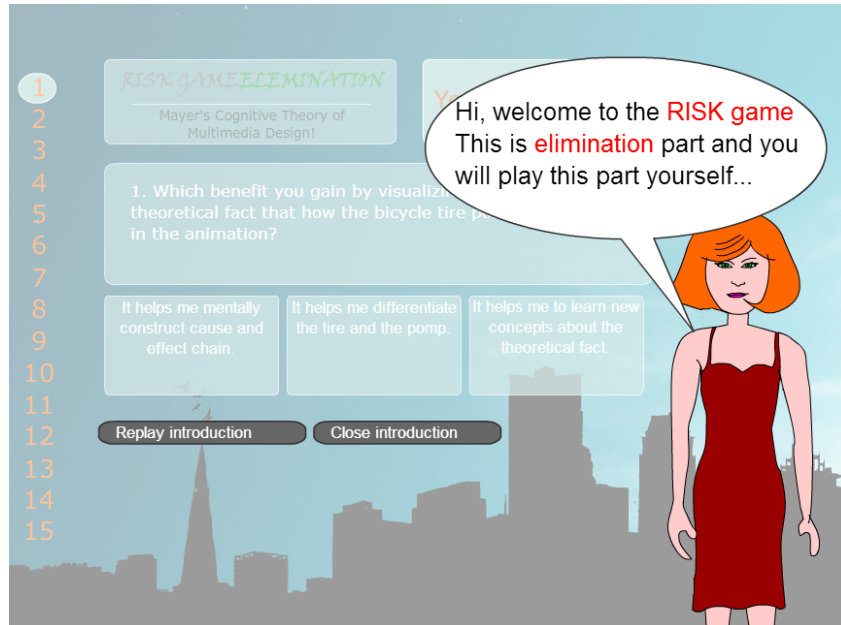 RISK GAME ELEMINATION
Mayer's Cognitive Theory of
Multimedia Design!
Hi, welcome to the RISK game
This is elimination part and you
will play this part yourself...
1. Which benefit you gain by
theoretical fact that how the bicycle tire
in the animation?
It helps me mentally
construct cause and
effect chain.
It helps me differentiate
the tire and the pomp.
It helps me to learn new
concepts about the
theoretical fact.
Replay introduction
Close introduction
1
2
3
4
5
6
7
8
9
10
11
12
13
14
15